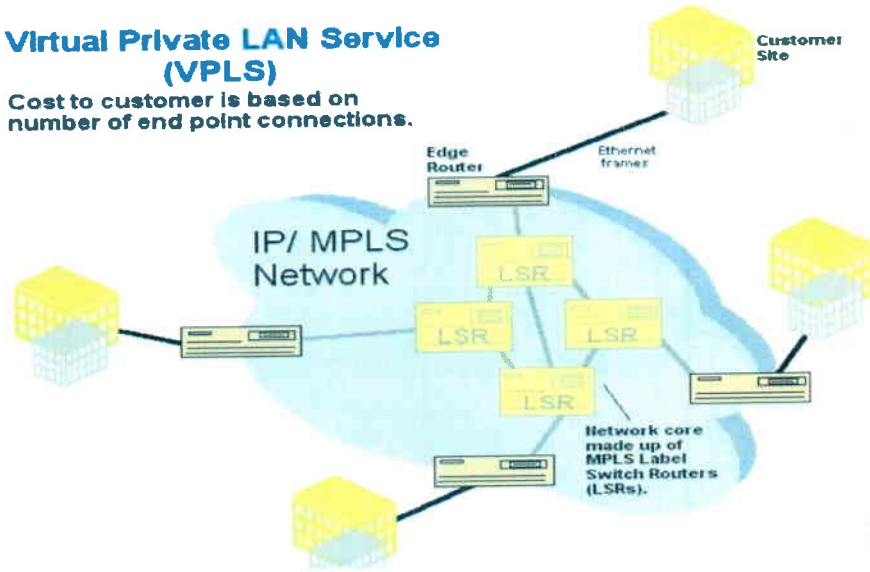 Virtual Private LAN Service
(VPLS)
Cost to customer is based on
number of end point connections.
Customer
Site
Edge
Router
Ethernet
frames
IP/ MPLS
Network
LSR
LSR
LSR
LSR
Network core
made up of
MPLS Label
Switch Routers
(LSRs).